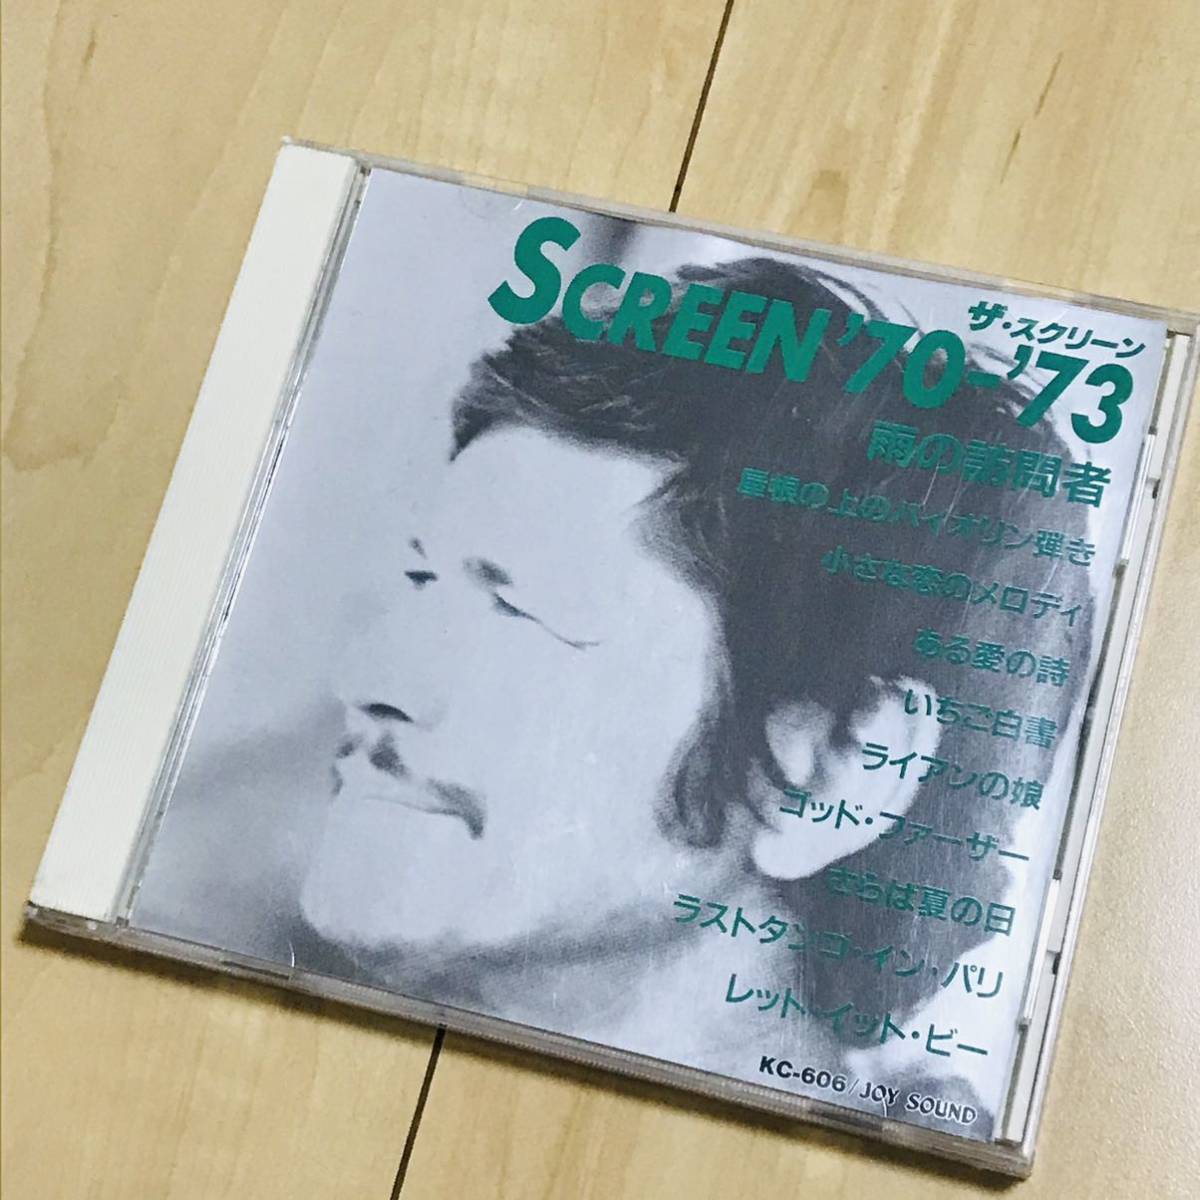 ザ・スクリーン
SCREEN '70-'73
雨の訪問者
屋根の上のバイオリン弾き
小さな恋のメロディ
ある愛の詩
いちご白書
ライアンの娘
ゴッド・ファーザー
さらば夏の日
ラストタンゴ・イン・パリ
レット・イット・ビー
KC-606/JOY SOUND